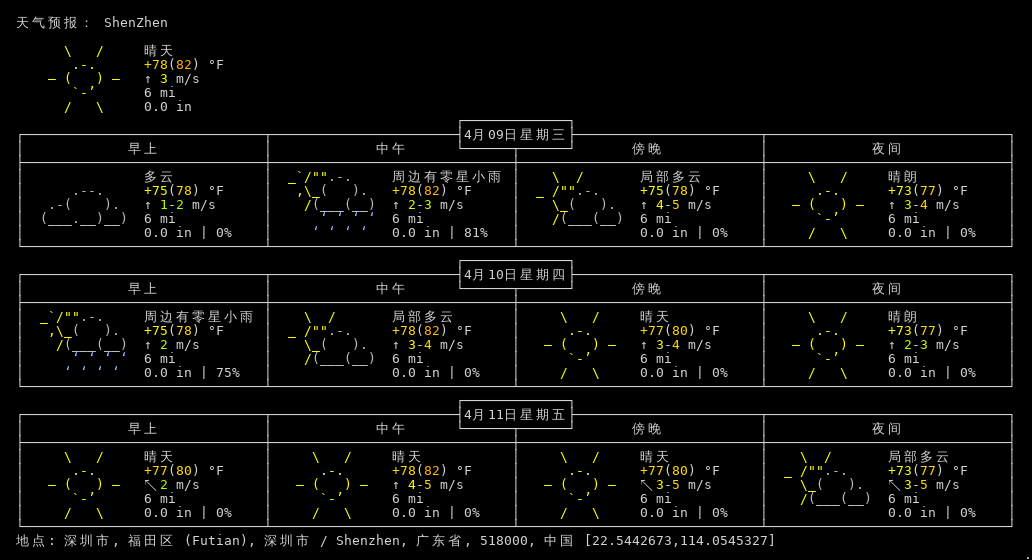 天气预报： ShenZhen
晴天
+78(82) °F
↑ 3 m/s
6 mi
0.0 in
4月09日星期三
早上 中午 傍晚 夜间
多云 周边有零星小雨 局部多云 晴朗
+75(78) °F +78(82) °F +75(78) °F +73(77) °F
↑ 1-2 m/s ↑ 2-3 m/s ↑ 4-5 m/s ↑ 3-4 m/s
6 mi 6 mi 6 mi 6 mi
0.0 in | 0% 0.0 in | 81% 0.0 in | 0% 0.0 in | 0%
4月10日星期四
早上 中午 傍晚 夜间
周边有零星小雨 局部多云 晴天 晴朗
+75(78) °F +78(82) °F +77(80) °F +73(77) °F
↑ 2 m/s ↑ 3-4 m/s ↑ 3-4 m/s ↑ 2-3 m/s
6 mi 6 mi 6 mi 6 mi
0.0 in | 75% 0.0 in | 0% 0.0 in | 0% 0.0 in | 0%
4月11日星期五
早上 中午 傍晚 夜间
晴天 晴天 晴天 局部多云
+77(80) °F +78(82) °F +77(80) °F +73(77) °F
↖ 2 m/s ↑ 4-5 m/s ↖ 3-5 m/s ↖ 3-5 m/s
6 mi 6 mi 6 mi 6 mi
0.0 in | 0% 0.0 in | 0% 0.0 in | 0% 0.0 in | 0%
地点: 深圳市, 福田区 (Futian), 深圳市 / Shenzhen, 广东省, 518000, 中国 [22.5442673,114.0545327]